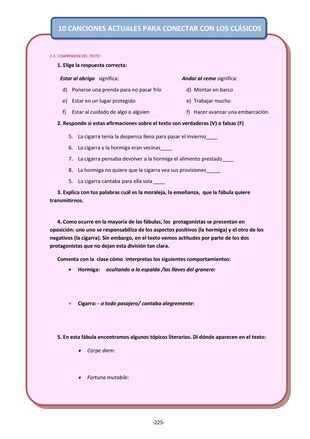 10 CANCIONES ACTUALES PARA CONECTAR CON LOS CLÁSICOS
2.3. COMPRENSIÓN DEL TEXTO
1. Elige la respuesta correcta:
Estar al abrigo significa:
Andar al remo significa:
d) Ponerse una prenda para no pasar frío
d) Montar en barco
e) Estar en un lugar protegido
e) Trabajar mucho
f) Estar al cuidado de algo o alguien
f) Hacer avanzar una embarcación.
2. Responde si estas afirmaciones sobre el texto son verdaderas (V) o falsas (F)
5. La cigarra tenía la despensa llena para pasar el invierno____
6. La cigarra y la hormiga eran vecinas____
7. La cigarra pensaba devolver a la hormiga el alimento prestado____
8. La hormiga no quiere que la cigarra vea sus provisiones_____
5. La cigarra cantaba para ella sola ____
3. Explica con tus palabras cuál es la moraleja, la enseñanza, que la fábula quiere
transmitirnos.
4. Como ocurre en la mayoría de las fábulas, los protagonistas se presentan en
oposición: uno uno se responsabiliza de los aspectos positivos (la hormiga) y el otro de los
negativos (la cigarra). Sin embargo, en el texto vemos actitudes por parte de los dos
protagonistas que no dejan esta división tan clara.
Comenta con la clase cómo interpretas los siguientes comportamientos:
• Hormiga: ocultando a la espalda /las llaves del granero:
• Cigarra: - a todo pasajero/ cantaba alegremente:
5. En esta fábula encontramos algunos tópicos literarios. Di dónde aparecen en el texto:
• Carpe diem:
• Fortuna mutabile:
-225-